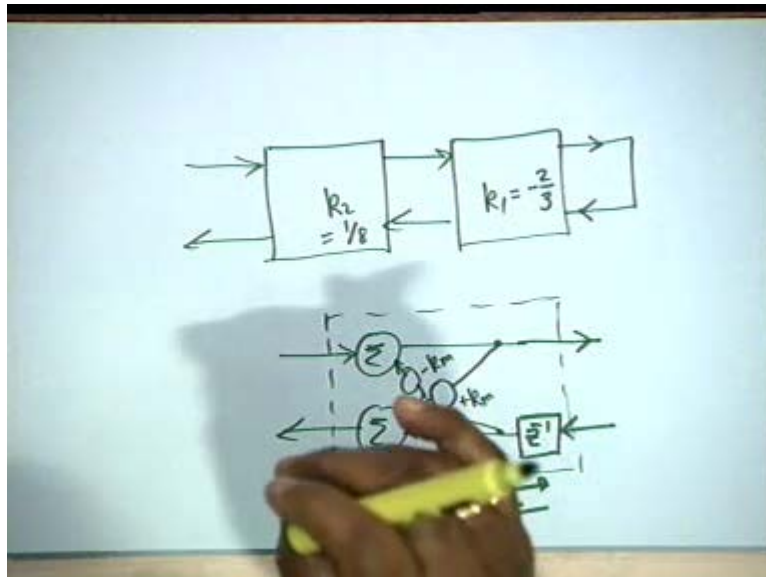 k₂
= 1/8
k₁ = -2/3
Σ
-km
+km
Σ
z⁻¹